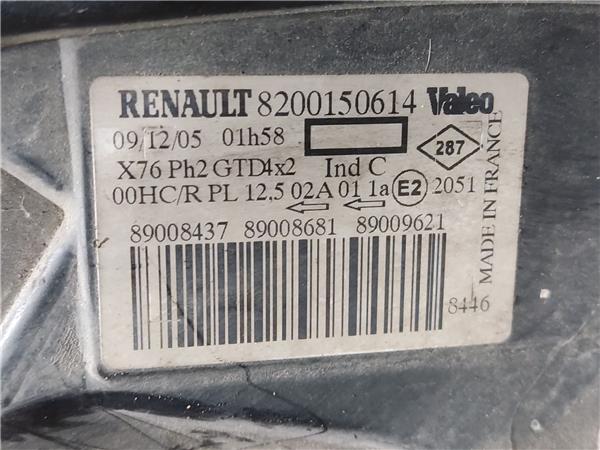 RENAULT 8200150614 Valeo
09/12/05 01h58
287
X76 Ph2 GTD4x2 Ind C
00HC/R PL 12,5 02A 01 1a E2 2051
MADE IN FRANCE
89008437 89008681 89009621
8446